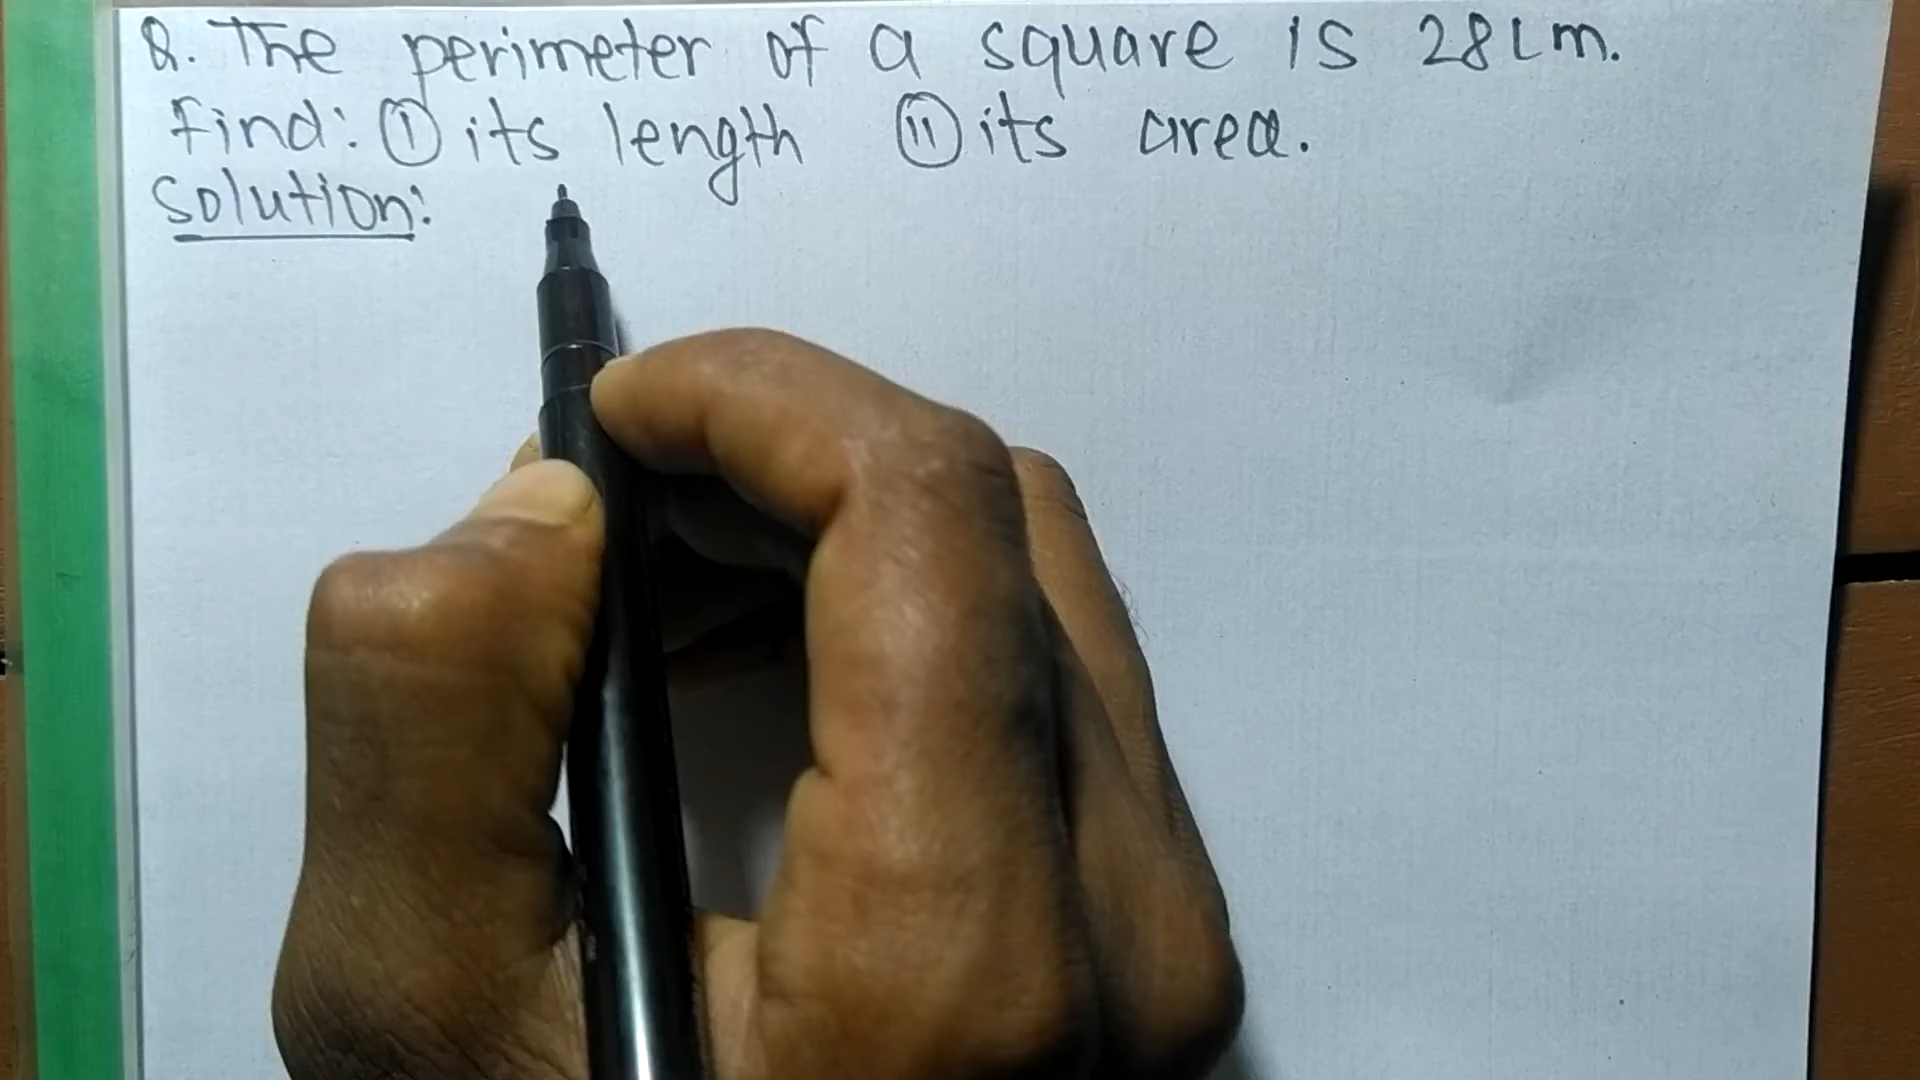 Q. The perimeter of a square is 28cm.
Find: (i) its length (ii) its area.
Solution: